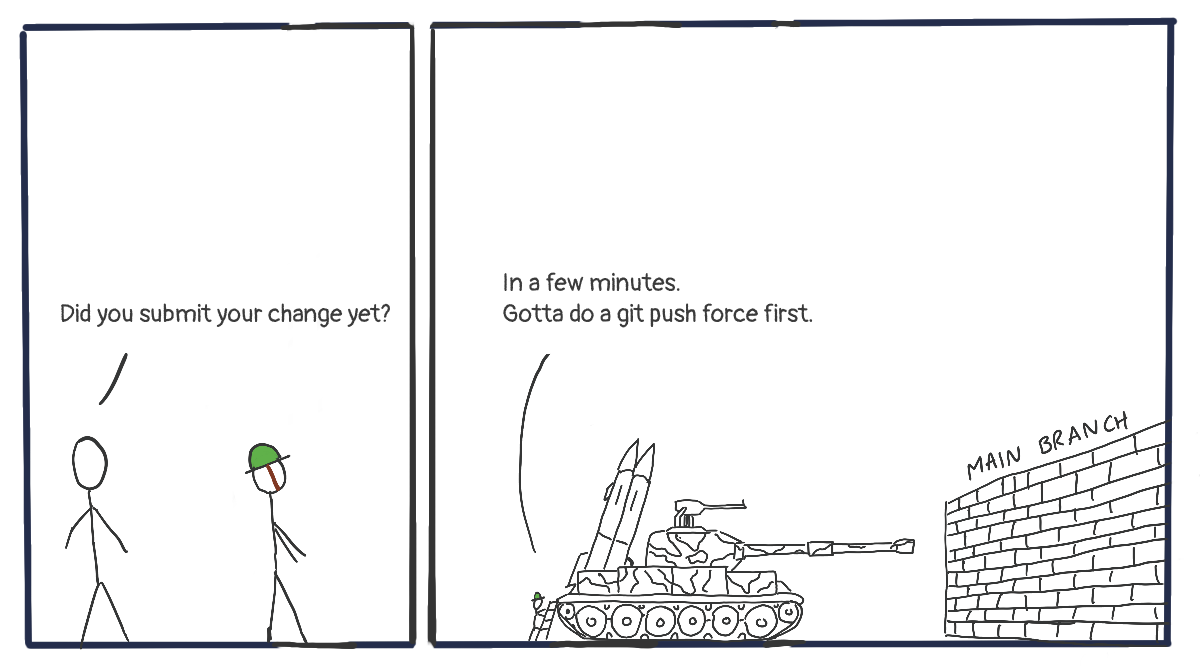 Did you submit your change yet?
In a few minutes.
Gotta do a git push force first.
MAIN BRANCH